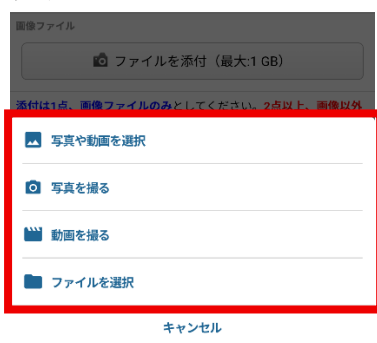 画像ファイル
ファイルを添付（最大:1 GB）
添付は1点、画像ファイルのみとしてください。2点以上、画像以外
写真や動画を選択
写真を撮る
動画を撮る
ファイルを選択
キャンセル